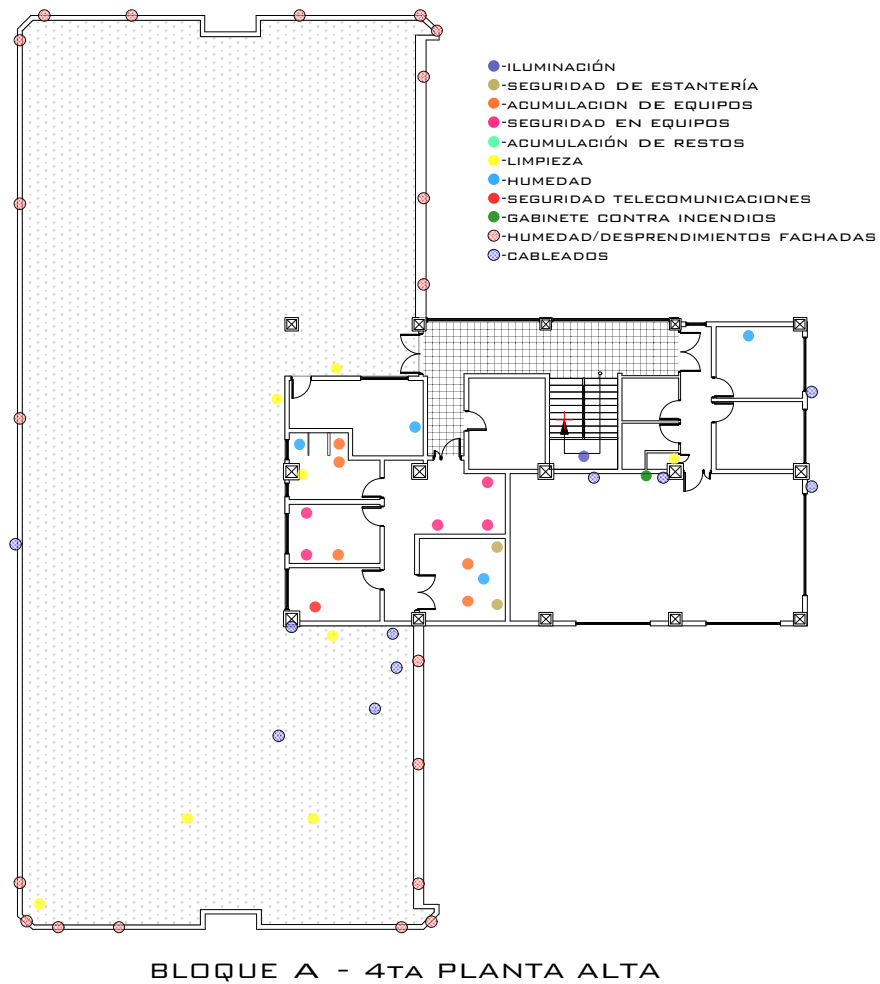 -ILUMINACIÓN
-SEGURIDAD DE ESTANTERÍA
-ACUMULACION DE EQUIPOS
-SEGURIDAD EN EQUIPOS
-ACUMULACIÓN DE RESTOS
-LIMPIEZA
-HUMEDAD
-SEGURIDAD TELECOMUNICACIONES
-GABINETE CONTRA INCENDIOS
-HUMEDAD/DESPRENDIMIENTOS FACHADAS
-CABLEADOS
BLOQUE A - 4TA PLANTA ALTA